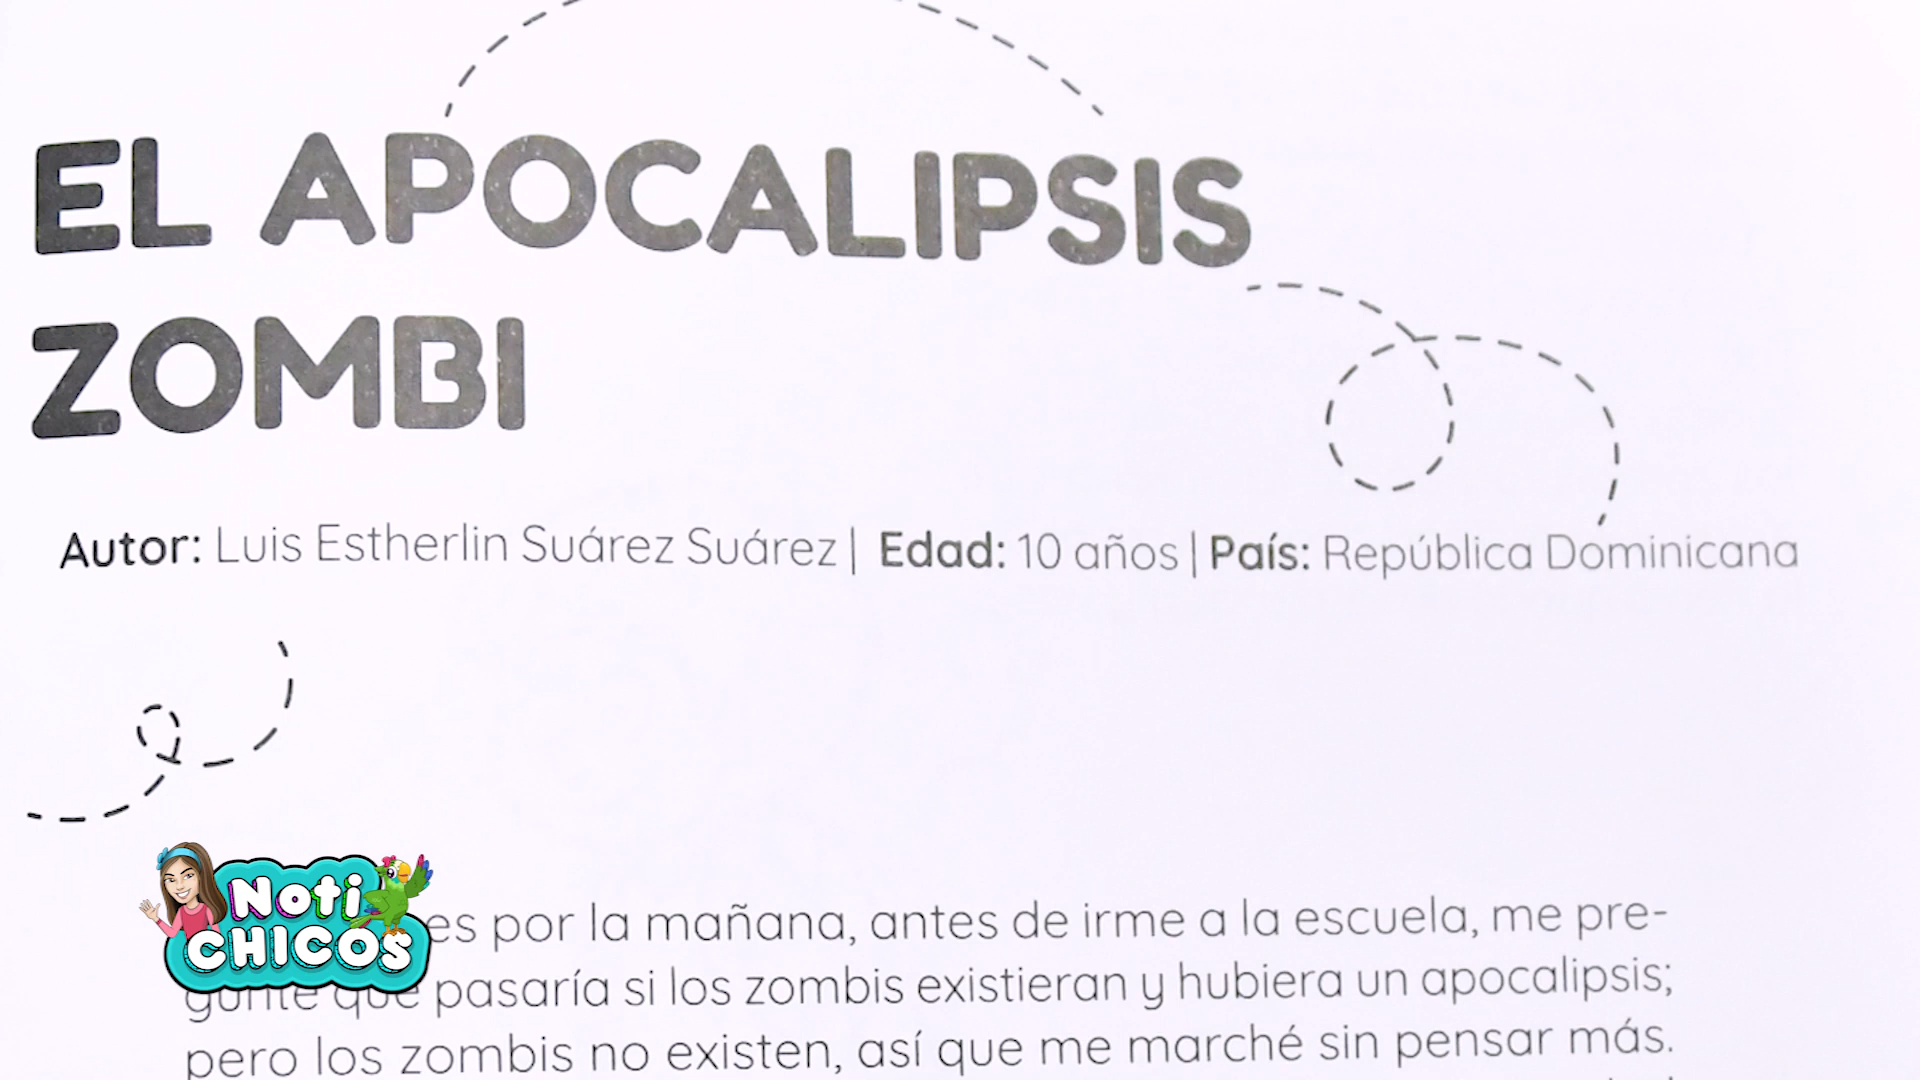 EL APOCALIPSIS
ZOMBI
Autor: Luis Estherlin Suárez Suárez | Edad: 10 años | País: República Dominicana
Noti
CHICOS
es por la mañana, antes de irme a la escuela, me pre-
gunté que pasaría si los zombis existieran y hubiera un apocalipsis;
pero los zombis no existen, así que me marché sin pensar más.